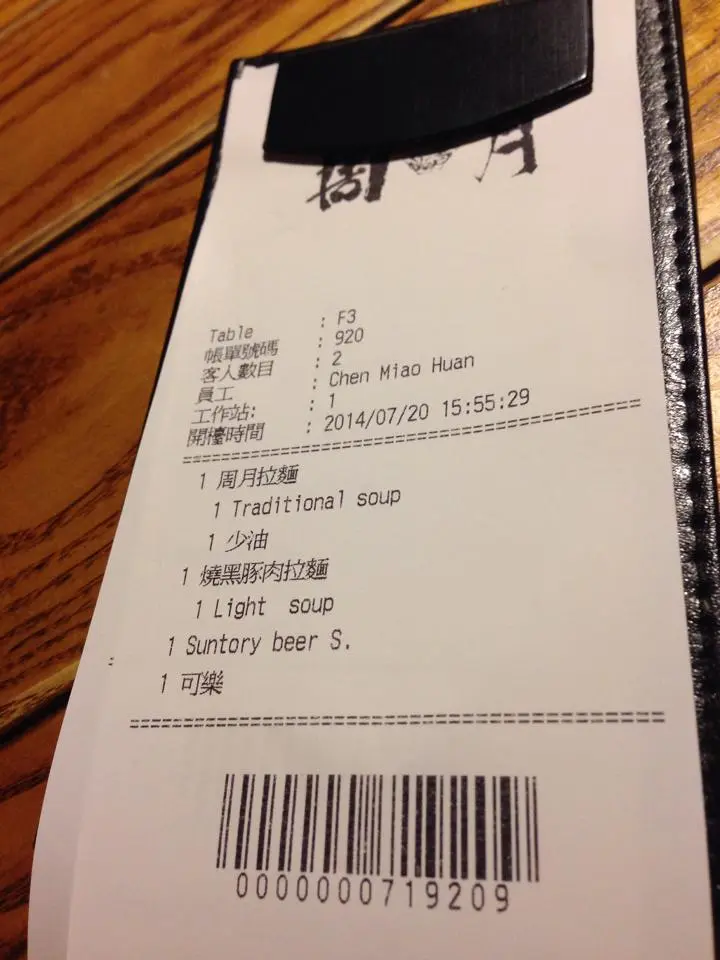 周月
Table : F3
帳單號碼 : 920
客人數目 : 2
員工 : Chen Miao Huan
工作站: : 1
開檯時間 : 2014/07/20 15:55:29
==========================================
1 周月拉麵
1 Traditional soup
1 少油
1 燒黑豚肉拉麵
1 Light soup
1 Suntory beer S.
1 可樂
==========================================
0000000719209